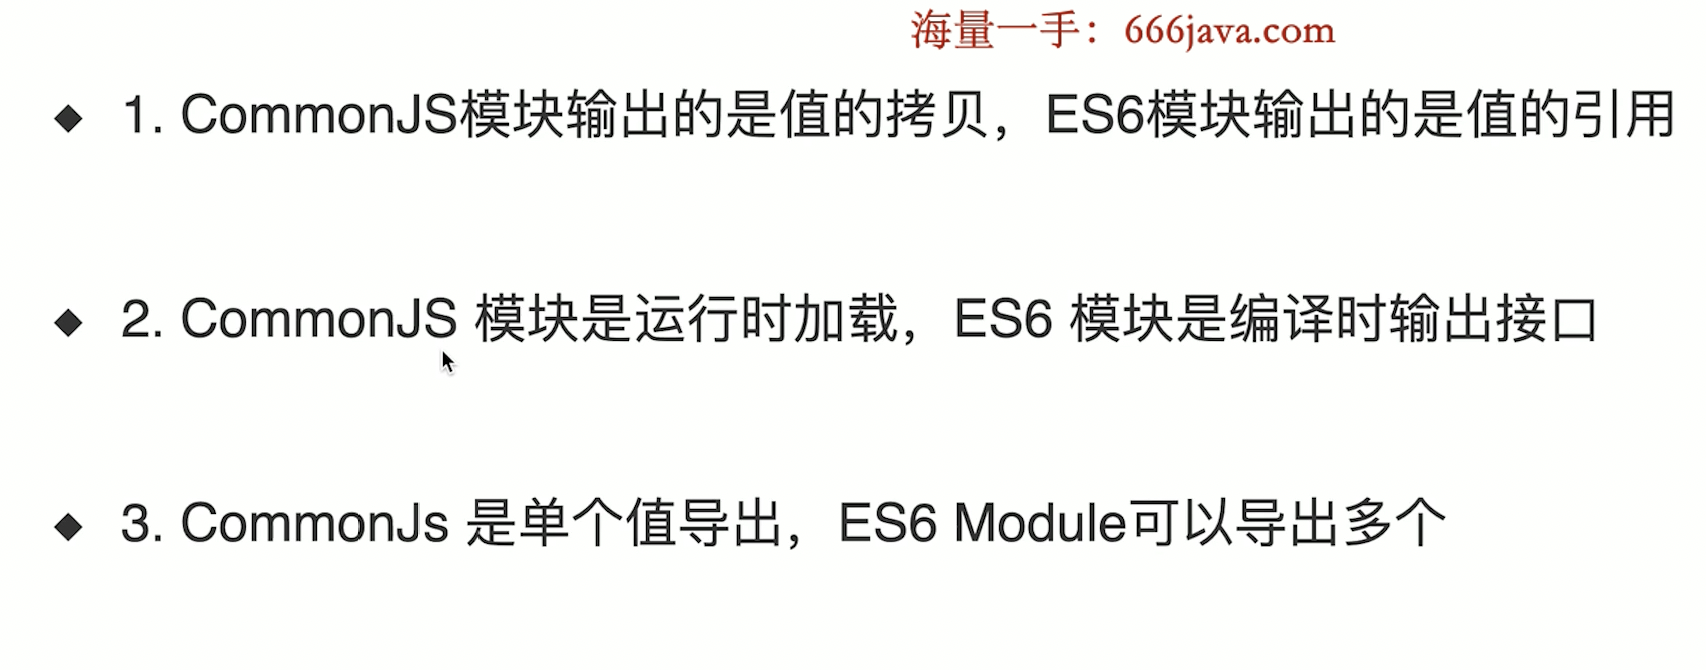 海量一手：666java.com
◆ 1. CommonJS模块输出的是值的拷贝，ES6模块输出的是值的引用
◆ 2. CommonJS 模块是运行时加载，ES6 模块是编译时输出接口
◆ 3. CommonJs 是单个值导出，ES6 Module可以导出多个